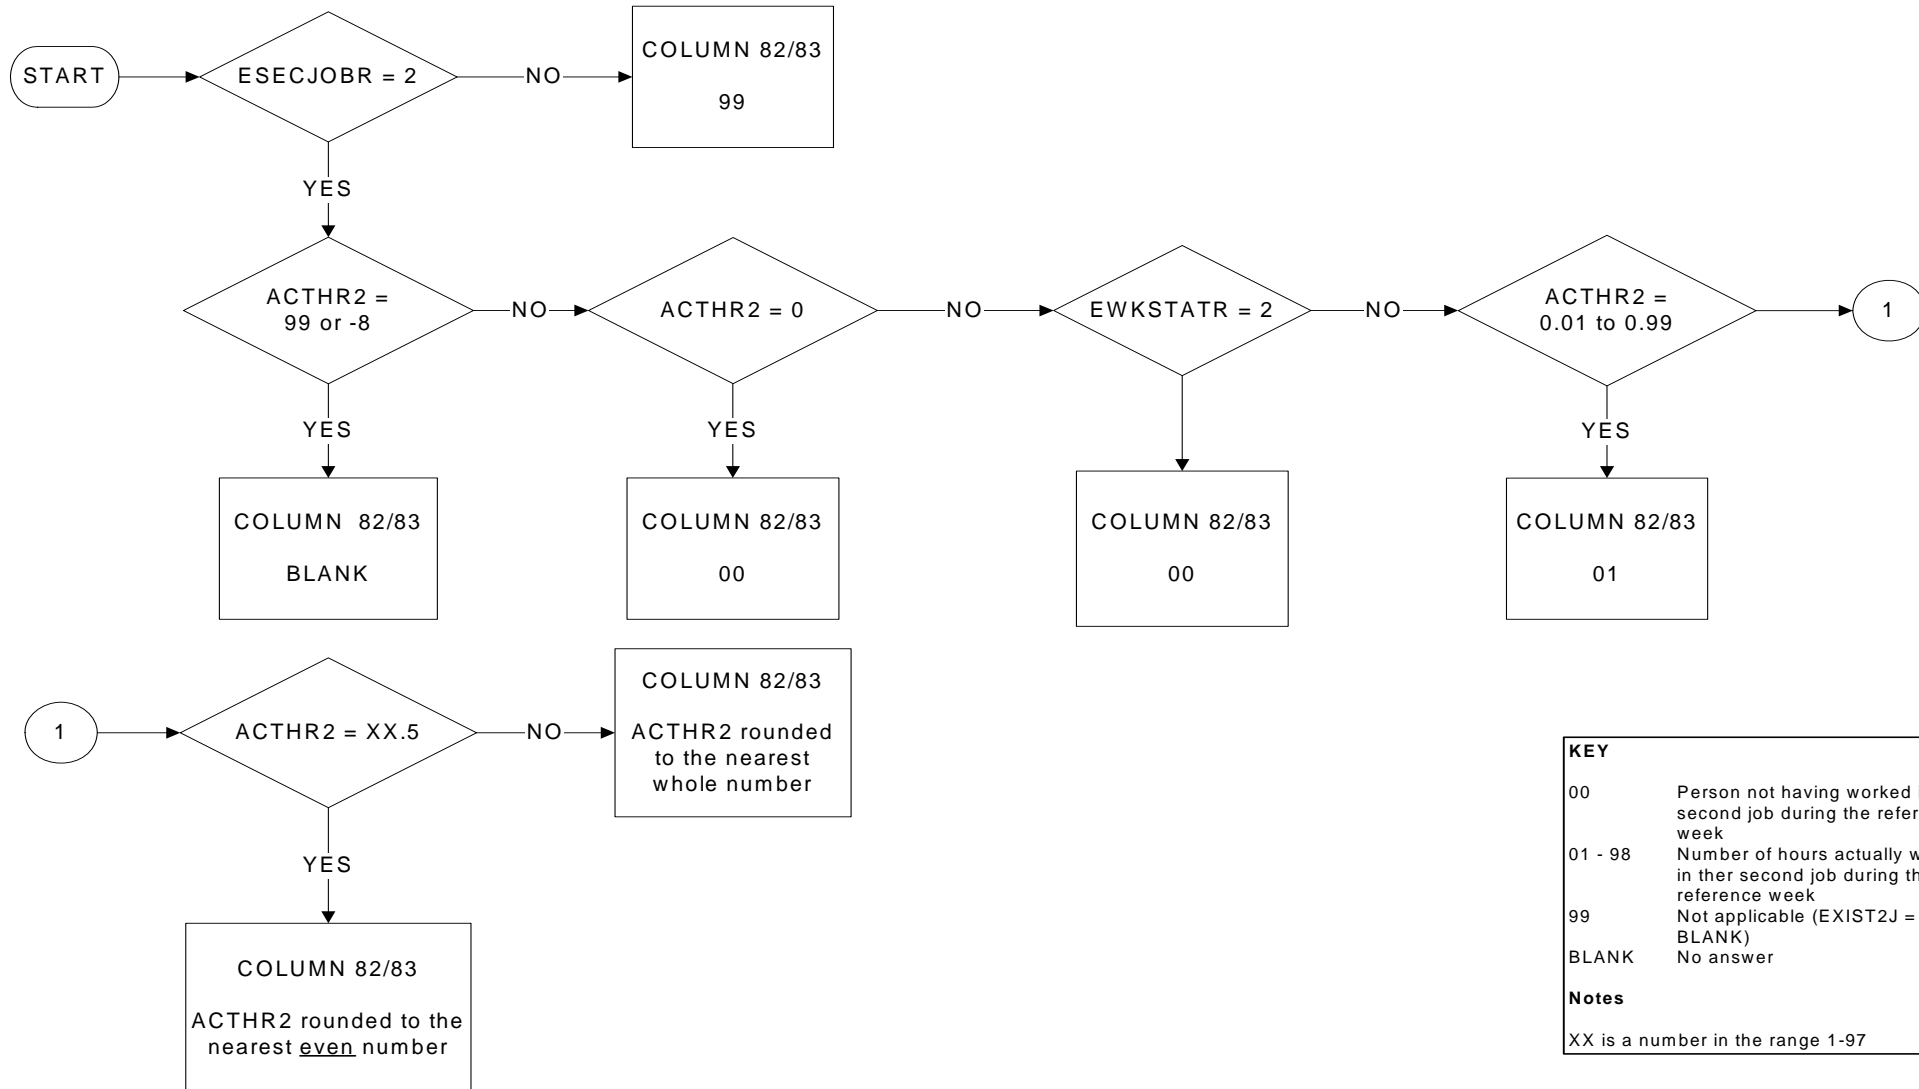 START
ESECJOBR = 2
NO
COLUMN 82/83
99
YES
ACTHR2 =
99 or -8
NO
ACTHR2 = 0
NO
EWKSTATR = 2
NO
ACTHR2 =
0.01 to 0.99
1
YES
YES
YES
COLUMN 82/83
BLANK
COLUMN 82/83
00
COLUMN 82/83
00
COLUMN 82/83
01
1
ACTHR2 = XX.5
NO
COLUMN 82/83
ACTHR2 rounded
to the nearest
whole number
YES
COLUMN 82/83
ACTHR2 rounded to the
nearest even number
KEY
00 Person not having worked
second job during the
week
01 - 98 Number of hours actually
in ther second job during
reference week
99 Not applicable (EXIST2J =
BLANK)
BLANK No answer
Notes
XX is a number in the range 1-97